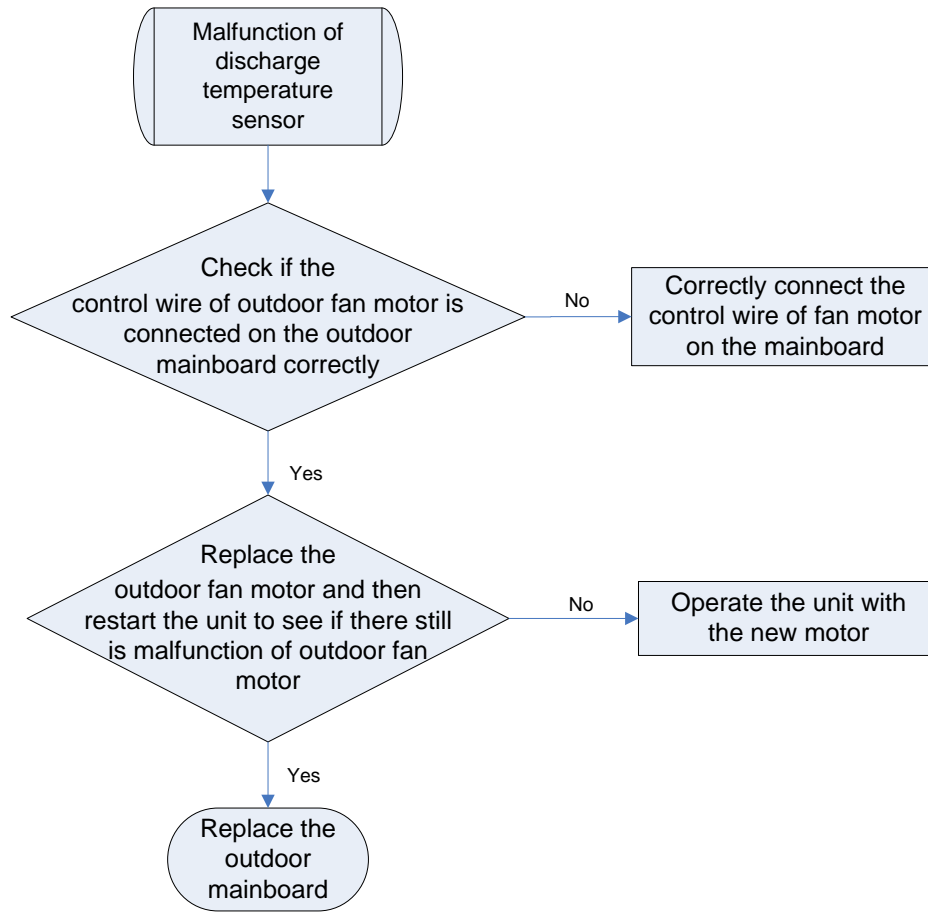 Malfunction of
discharge
temperature
sensor
Check if the
control wire of outdoor fan motor is
connected on the outdoor
mainboard correctly
No
Correctly connect the
control wire of fan motor
on the mainboard
Yes
Replace the
outdoor fan motor and then
restart the unit to see if there still
is malfunction of outdoor fan
motor
No
Operate the unit with
the new motor
Yes
Replace the
outdoor
mainboard